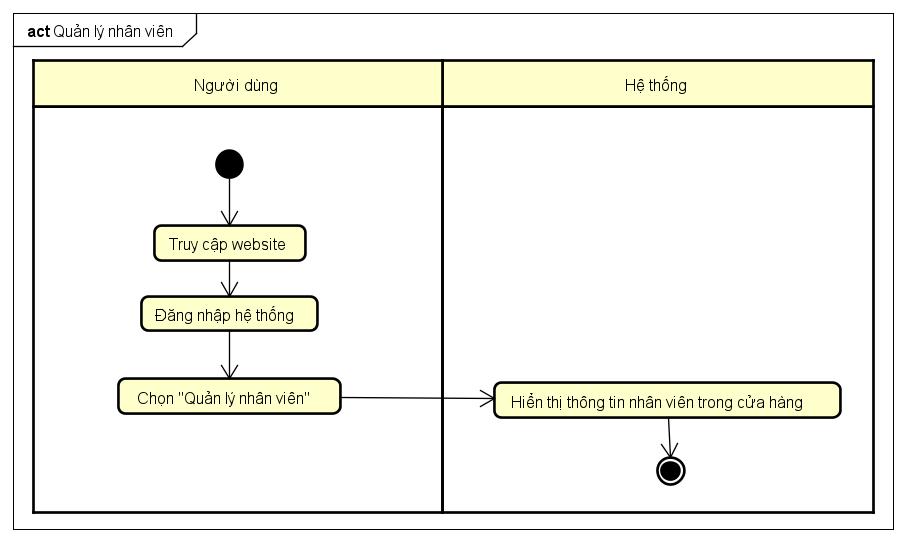 act Quản lý nhân viên
Người dùng
Hệ thống
Truy cập website
Đăng nhập hệ thống
Chọn "Quản lý nhân viên"
Hiển thị thông tin nhân viên trong cửa hàng